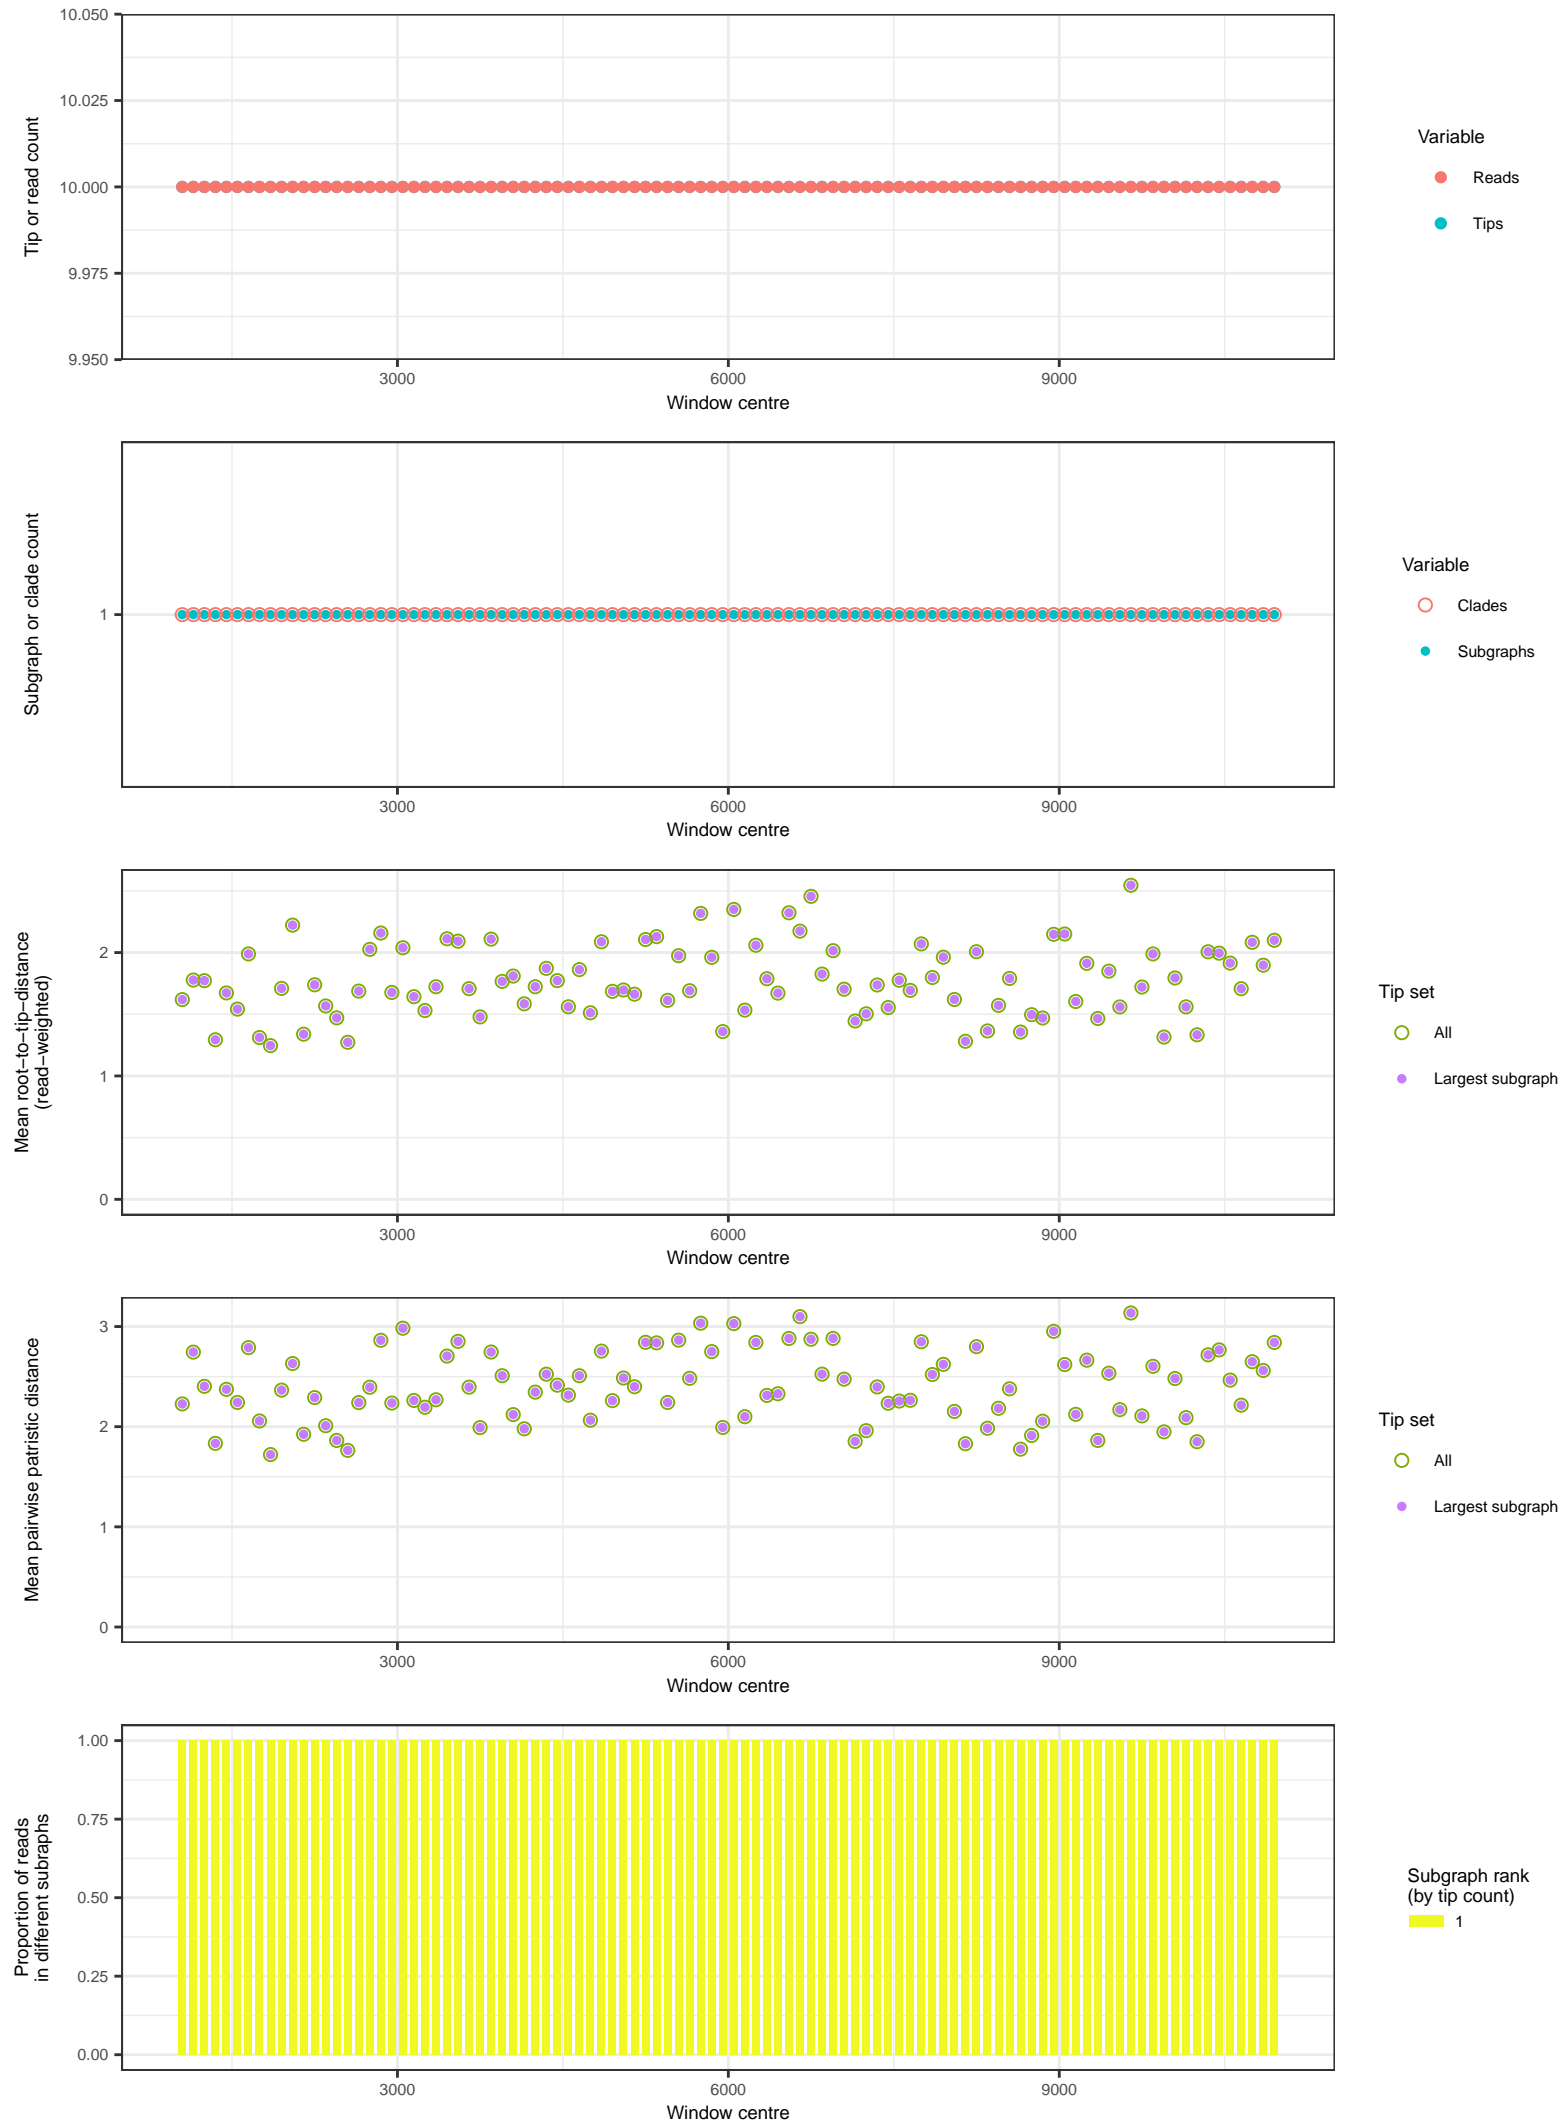 10.050
10.025
10.000
9.975
9.950
Tip or read count
3000
6000
9000
Window centre
Variable
Reads
Tips
1
Subgraph or clade count
3000
6000
9000
Window centre
Variable
Clades
Subgraphs
2
1
0
Mean root−to−tip−distance
(read−weighted)
3000
6000
9000
Window centre
Tip set
All
Largest subgraph
3
2
1
0
Mean pairwise patristic distance
3000
6000
9000
Window centre
Tip set
All
Largest subgraph
1.00
0.75
0.50
0.25
0.00
Proportion of reads
in different subraphs
3000
6000
9000
Window centre
Subgraph rank
(by tip count)
1